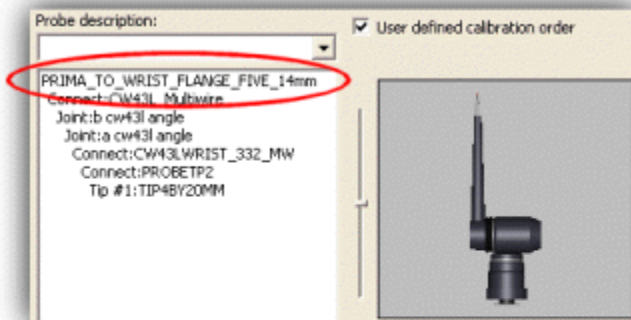 Probe description:
User defined calibration order
PRIMA_TO_WRIST_FLANGE_FIVE_14mm
Connect:CW43L_Multiwire
Joint:b cw43l angle
Joint:a cw43l angle
Connect:CW43LWRIST_332_MW
Connect:PROBETP2
Tip #1:TIP4BY20MM